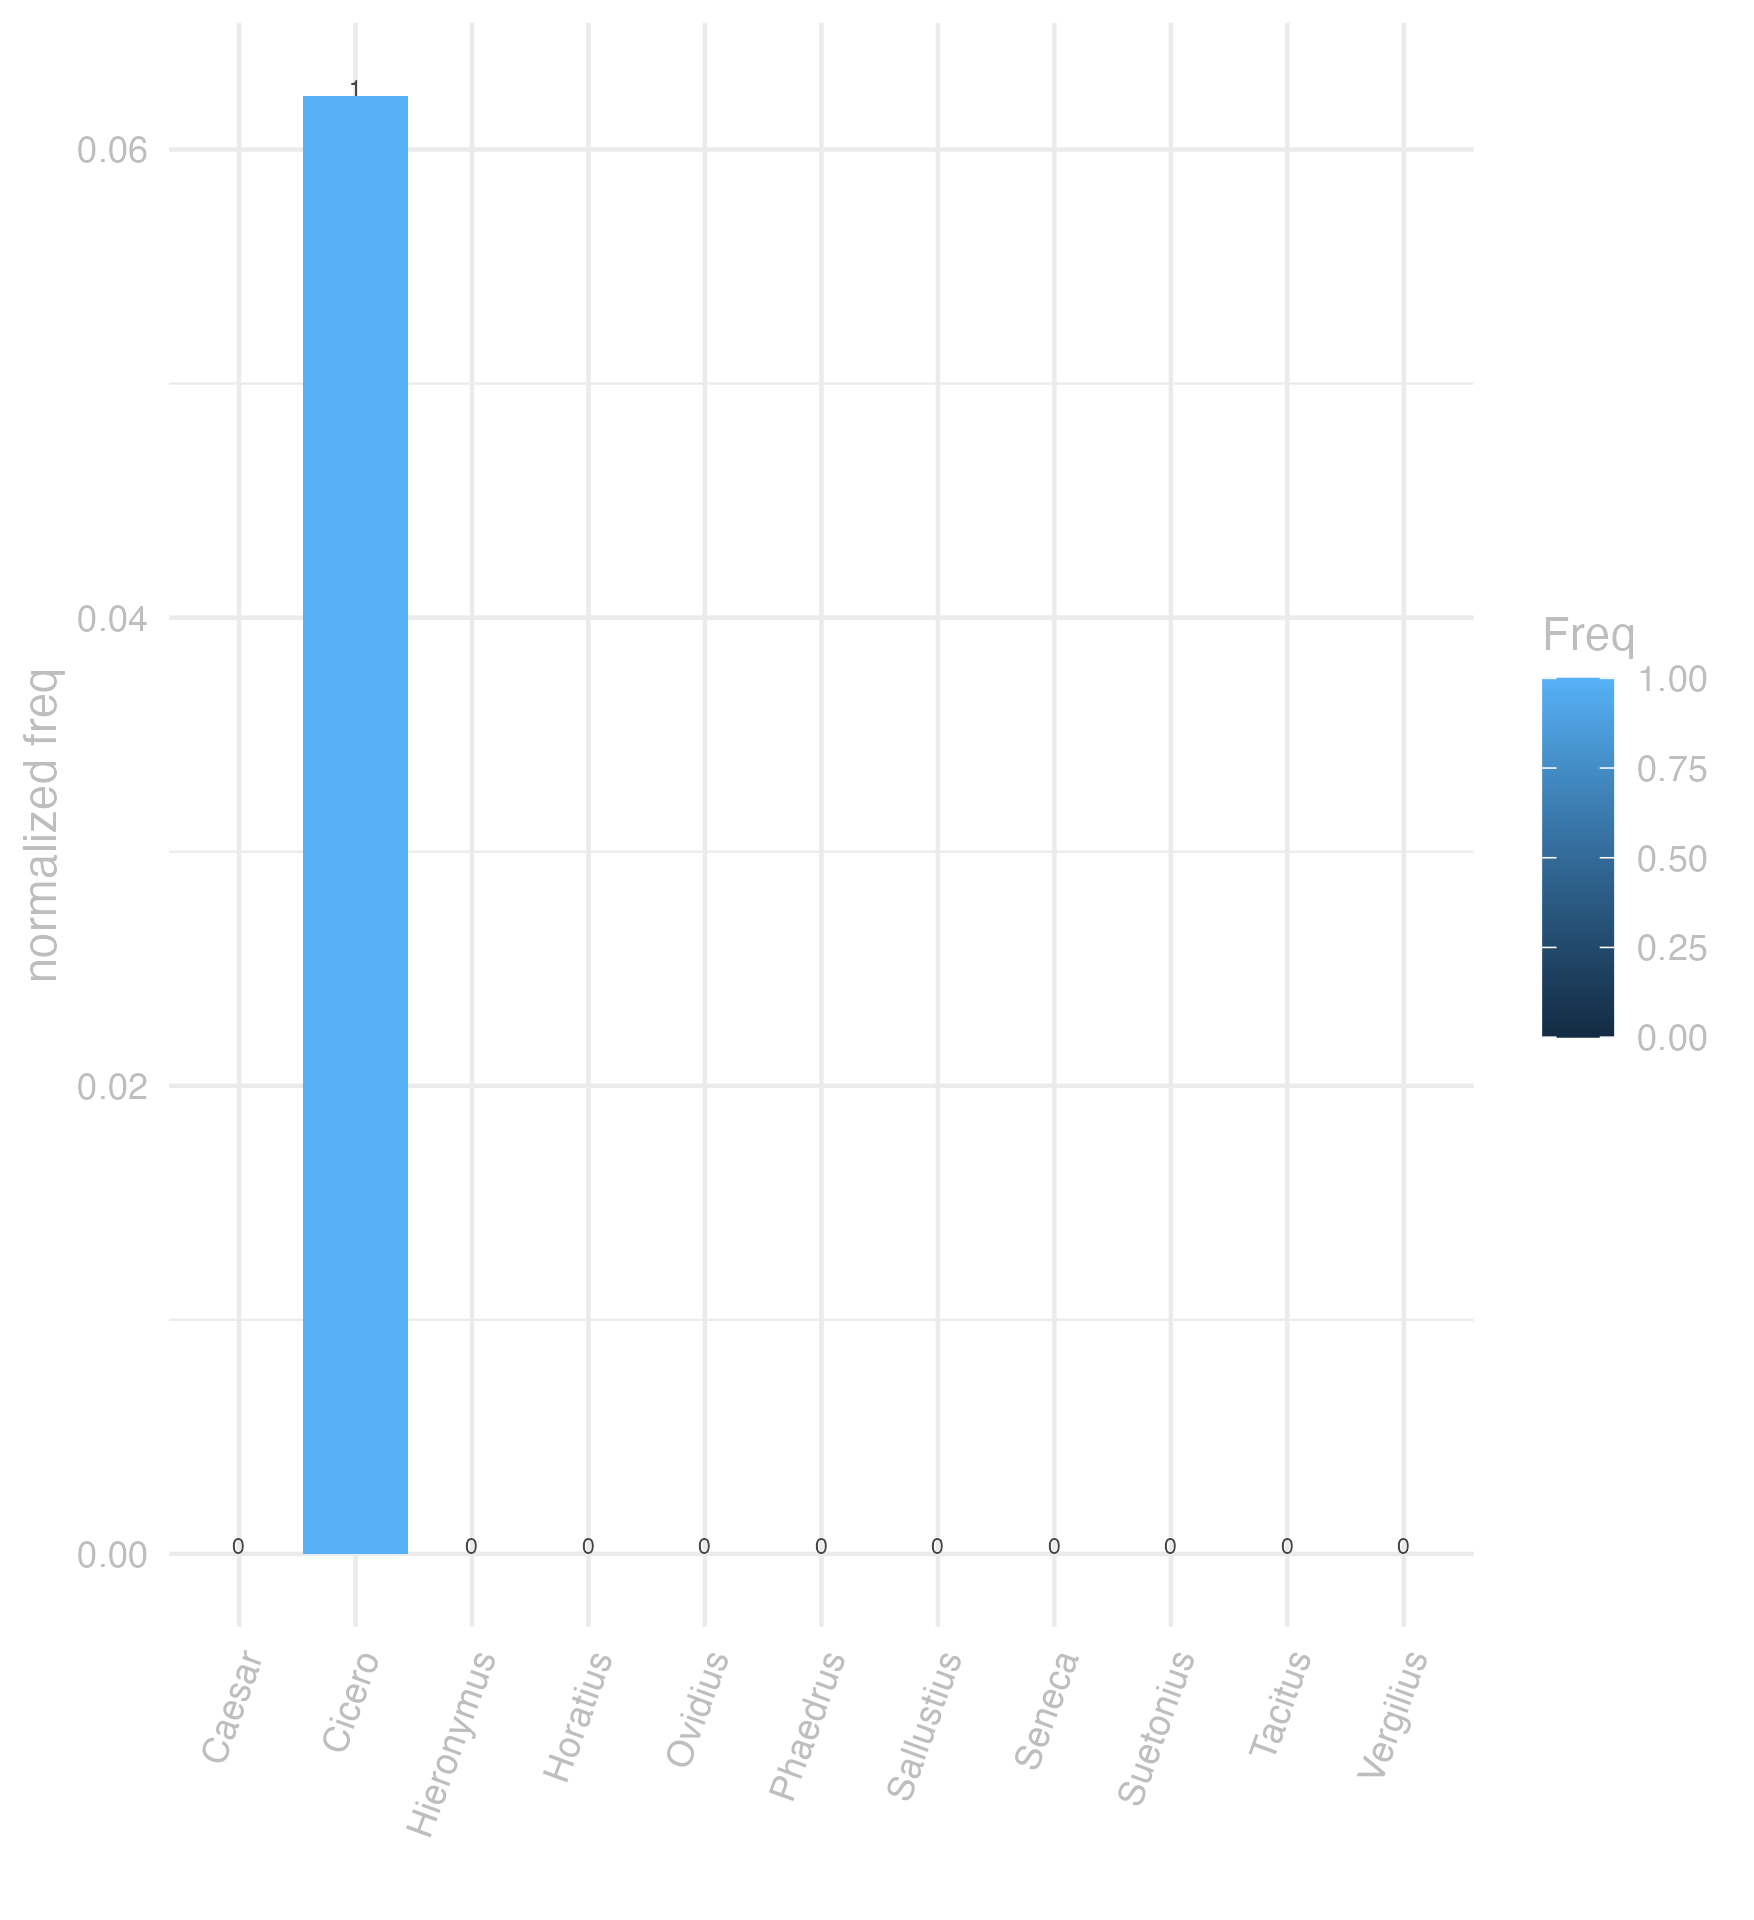 1
0.06
0.04
0.02
0.00
normalized freq
0 0 0 0 0 0 0 0 0 0
Caesar
Cicero
Hieronymus
Horatius
Ovidius
Phaedrus
Sallustius
Seneca
Suetonius
Tacitus
Vergilius
Freq
1.00
0.75
0.50
0.25
0.00